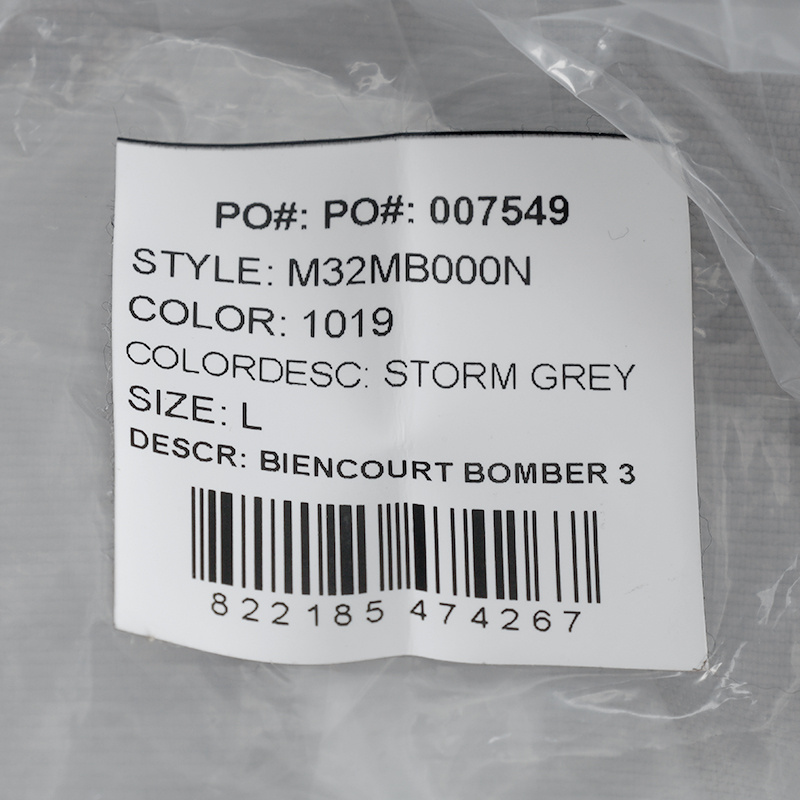 PO#: PO#: 007549
STYLE: M32MB000N
COLOR: 1019
COLORDESC: STORM GREY
SIZE: L
DESCR: BIENCOURT BOMBER 3
822185 474267